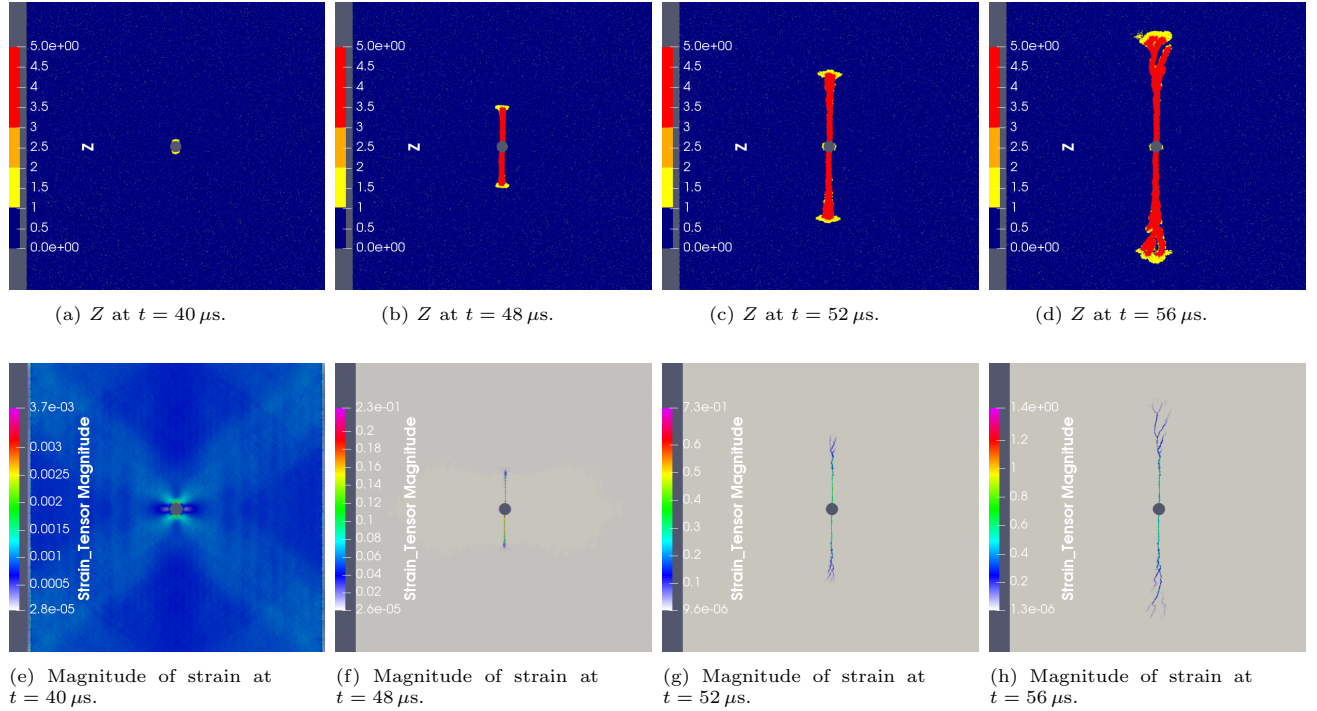 5.0e+00
4.5
4
3.5
3
2.5
2
1.5
1
0.5
0.0e+00
Z
5.0e+00
4.5
4
3.5
3
2.5
2
1.5
1
0.5
0.0e+00
Z
5.0e+00
4.5
4
3.5
3
2.5
2
1.5
1
0.5
0.0e+00
Z
5.0e+00
4.5
4
3.5
3
2.5
2
1.5
1
0.5
0.0e+00
Z
(a) Z at t = 40 μs.
(b) Z at t = 48 μs.
(c) Z at t = 52 μs.
(d) Z at t = 56 μs.
3.7e-03
0.003
0.0025
0.002
0.0015
0.001
0.0005
2.8e-05
Strain_Tensor Magnitude
2.3e-01
0.2
0.18
0.16
0.14
0.12
0.1
0.08
0.06
0.04
0.02
2.6e-05
Strain_Tensor Magnitude
7.3e-01
0.6
0.5
0.4
0.3
0.2
0.1
9.6e-06
Strain_Tensor Magnitude
1.4e+00
1.2
1
0.8
0.6
0.4
0.2
1.3e-06
Strain_Tensor Magnitude
(e) Magnitude of strain at
t = 40 μs.
(f) Magnitude of strain at
t = 48 μs.
(g) Magnitude of strain at
t = 52 μs.
(h) Magnitude of strain at
t = 56 μs.